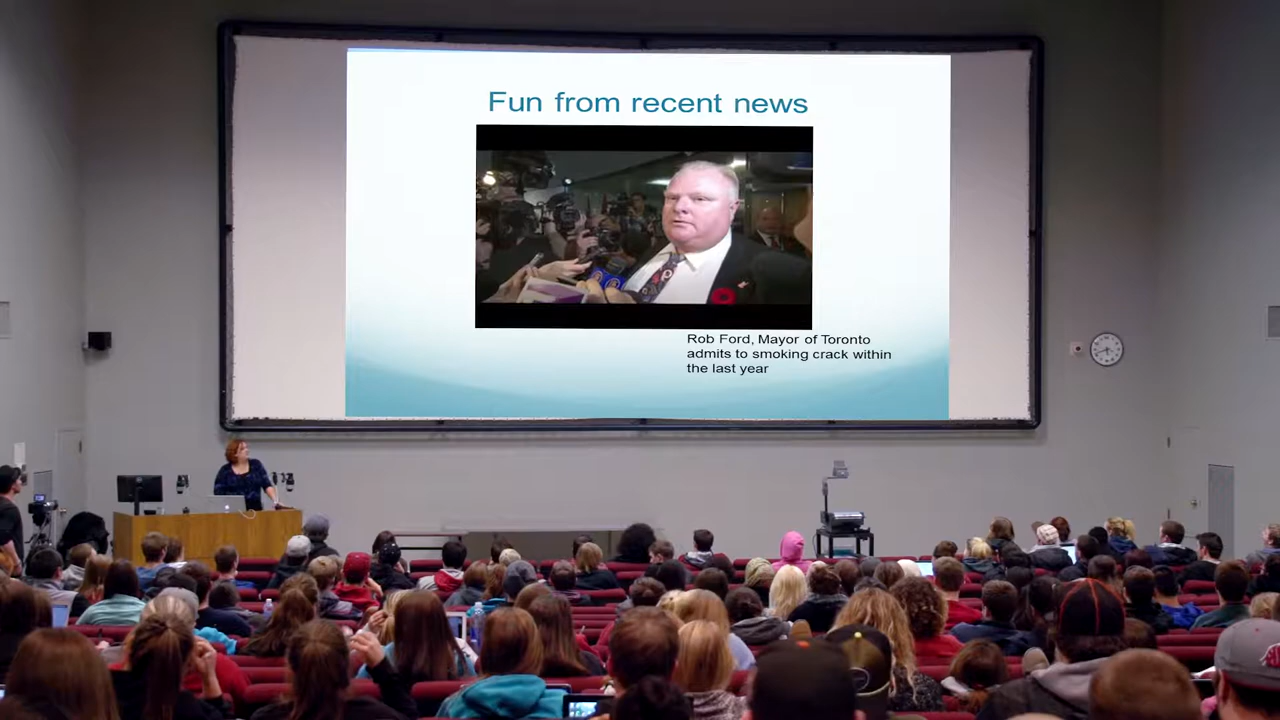 Fun from recent news
Rob Ford, Mayor of Toronto
admits to smoking crack within
the last year